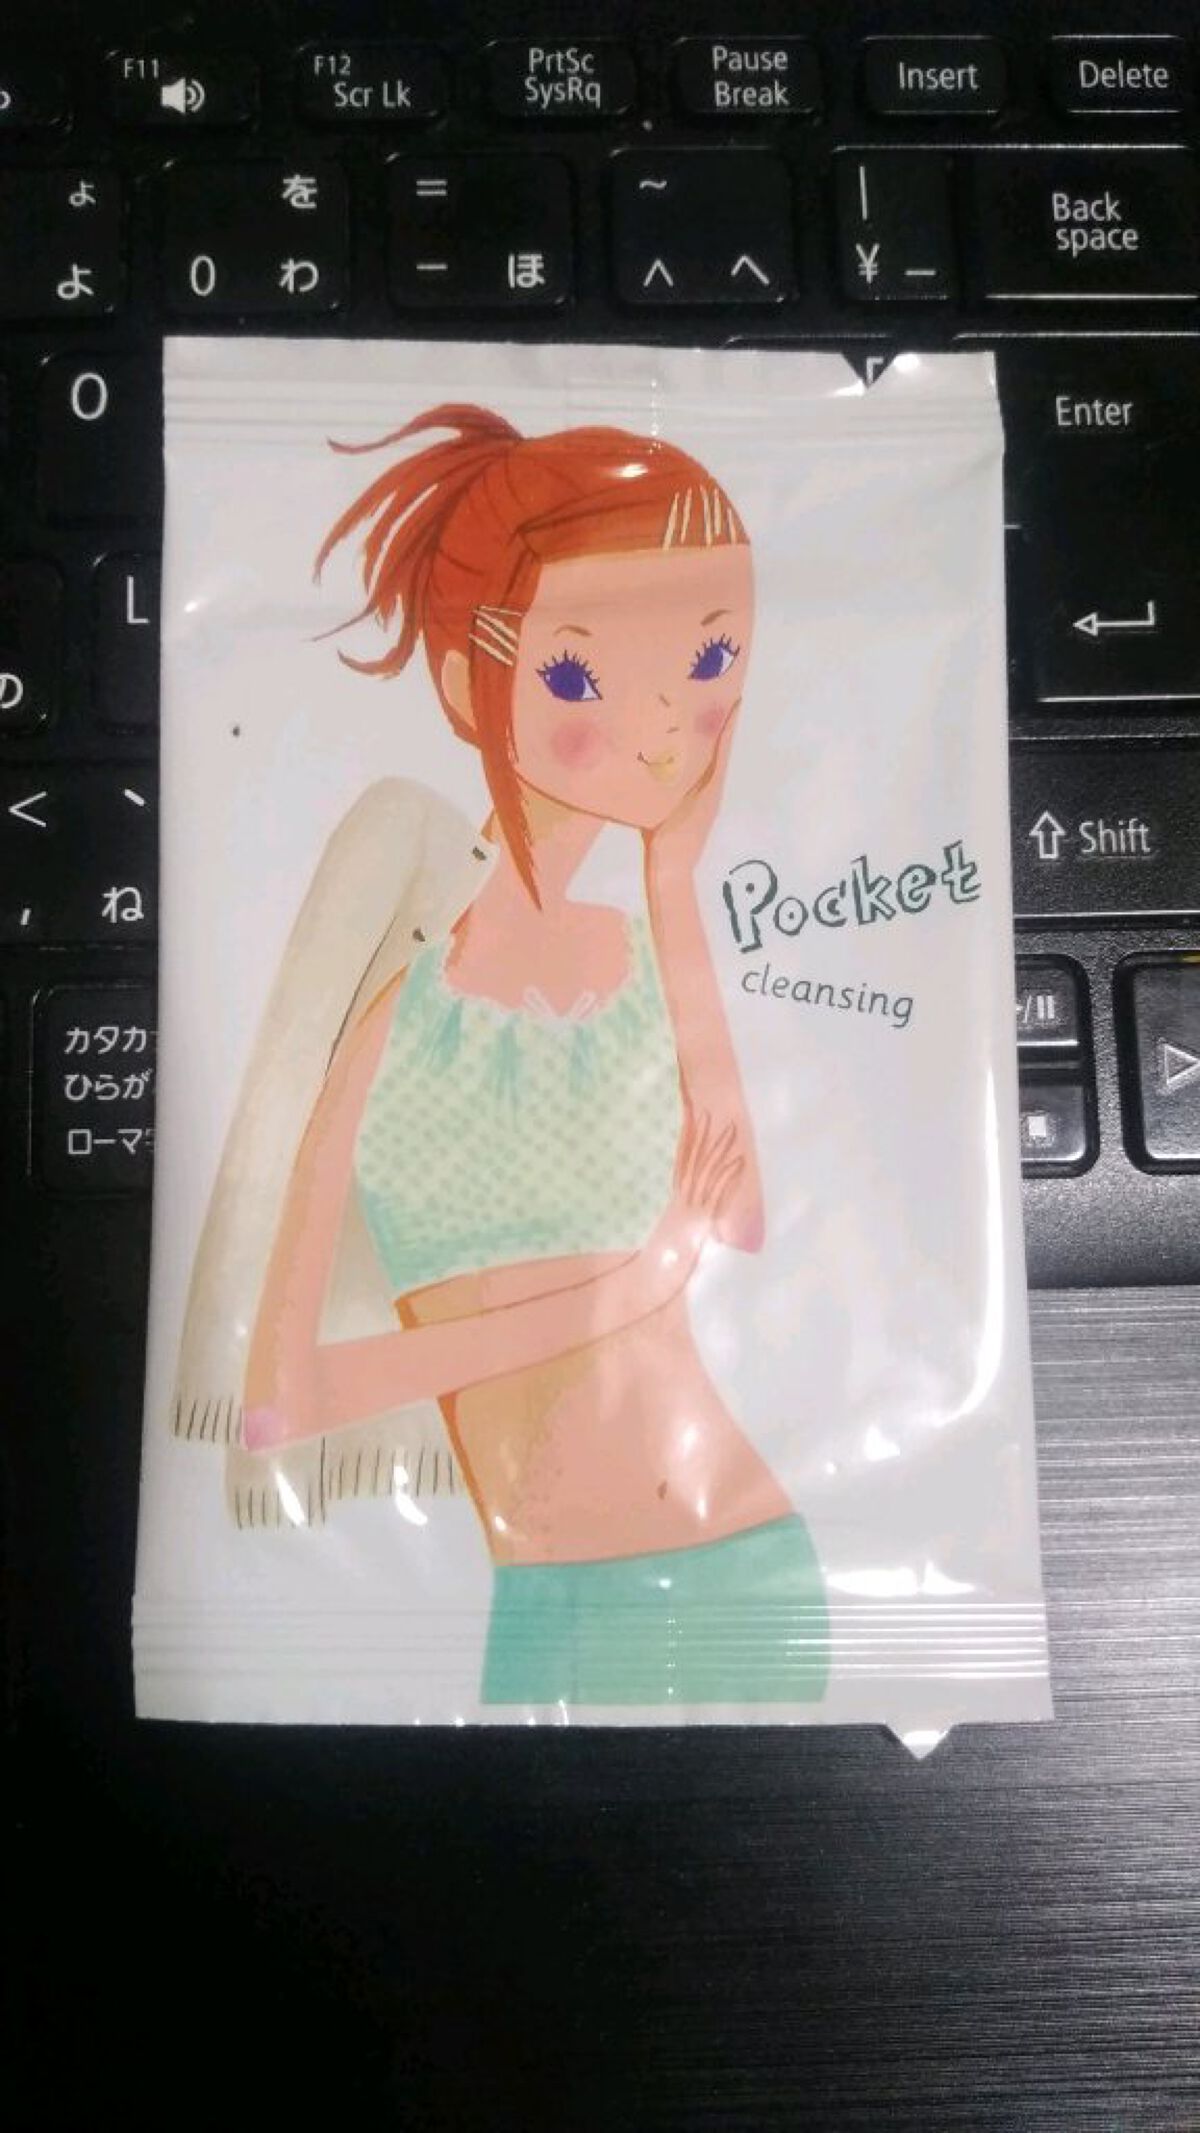 F11
F12
Scr Lk
PrtSc
SysRq
Pause
Break
Insert
Delete
ょ
よ
を
0 わ
=
- ほ
~
^ へ
|
¥ _
Back
space
O
「
Enter
L
の
< 、
, ね
Shift
カタカ
ひらが
ローマ
Pocket
cleansing